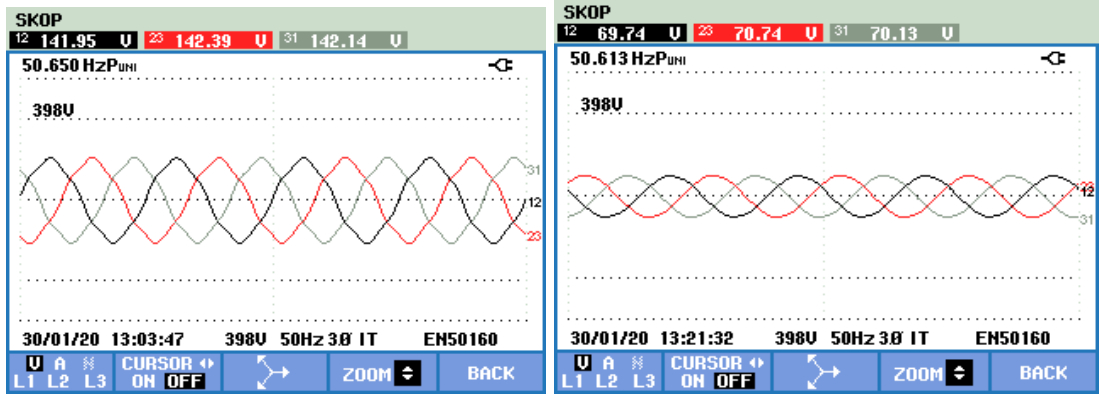 SKOP
12 141.95 V 23 142.39 V 31 142.14 V
50.650 HzPUNI
398V
31
12
23
30/01/20 13:03:47 398V 50Hz 3.0 IT EN50160
V A
L1 L2 L3
CURSOR
ON OFF
ZOOM
BACK
SKOP
12 69.74 V 23 70.74 V 31 70.13 V
50.613 HzPUNI
398V
23
12
31
30/01/20 13:21:32 398V 50Hz 3.0 IT EN50160
V A
L1 L2 L3
CURSOR
ON OFF
ZOOM
BACK